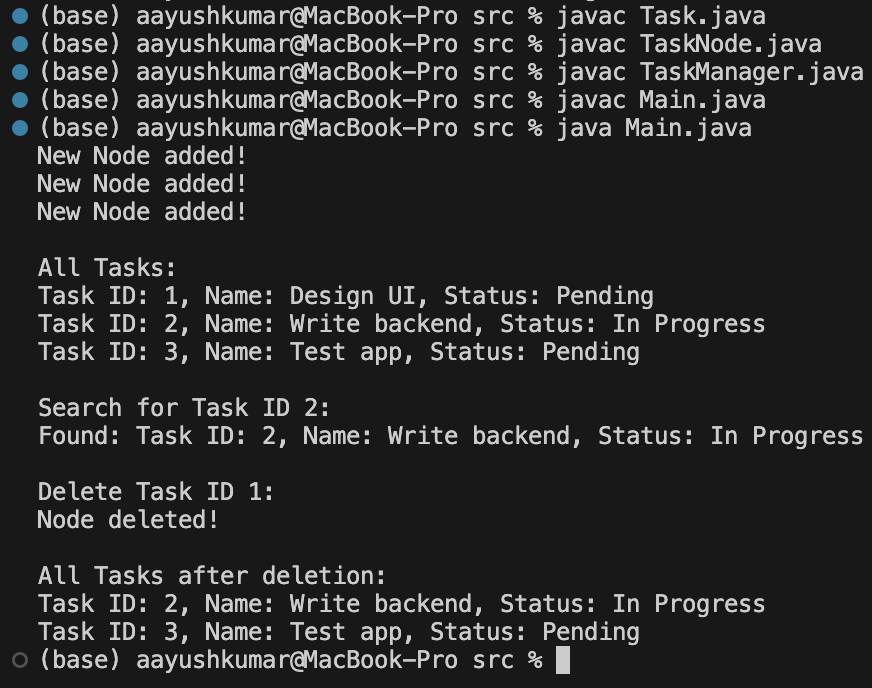 (base) aayushkumar@MacBook-Pro src % javac Task.java
(base) aayushkumar@MacBook-Pro src % javac TaskNode.java
(base) aayushkumar@MacBook-Pro src % javac TaskManager.java
(base) aayushkumar@MacBook-Pro src % javac Main.java
(base) aayushkumar@MacBook-Pro src % java Main.java
New Node added!
New Node added!
New Node added!

All Tasks:
Task ID: 1, Name: Design UI, Status: Pending
Task ID: 2, Name: Write backend, Status: In Progress
Task ID: 3, Name: Test app, Status: Pending

Search for Task ID 2:
Found: Task ID: 2, Name: Write backend, Status: In Progress

Delete Task ID 1:
Node deleted!

All Tasks after deletion:
Task ID: 2, Name: Write backend, Status: In Progress
Task ID: 3, Name: Test app, Status: Pending
(base) aayushkumar@MacBook-Pro src %